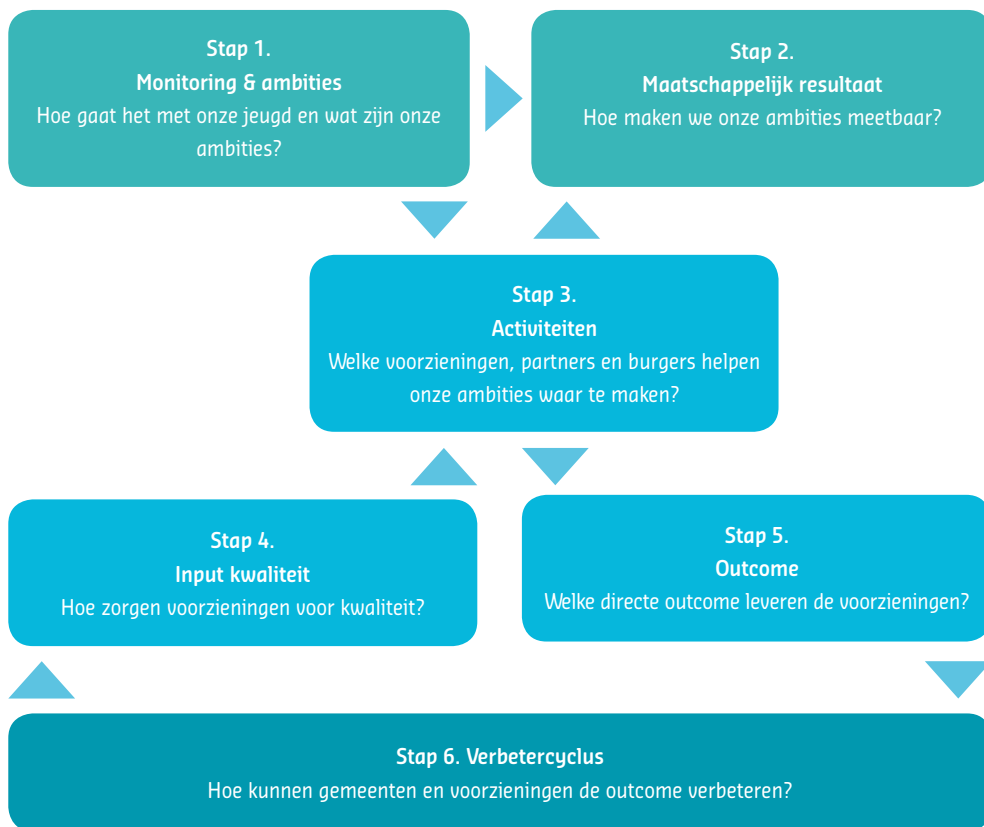 Stap 1.
Monitoring & ambities
Hoe gaat het met onze jeugd en wat zijn onze
ambities?
Stap 2.
Maatschappelijk resultaat
Hoe maken we onze ambities meetbaar?
Stap 3.
Activiteiten
Welke voorzieningen, partners en burgers helpen
onze ambities waar te maken?
Stap 4.
Input kwaliteit
Hoe zorgen voorzieningen voor kwaliteit?
Stap 5.
Outcome
Welke directe outcome leveren de voorzieningen?
Stap 6. Verbetercyclus
Hoe kunnen gemeenten en voorzieningen de outcome verbeteren?